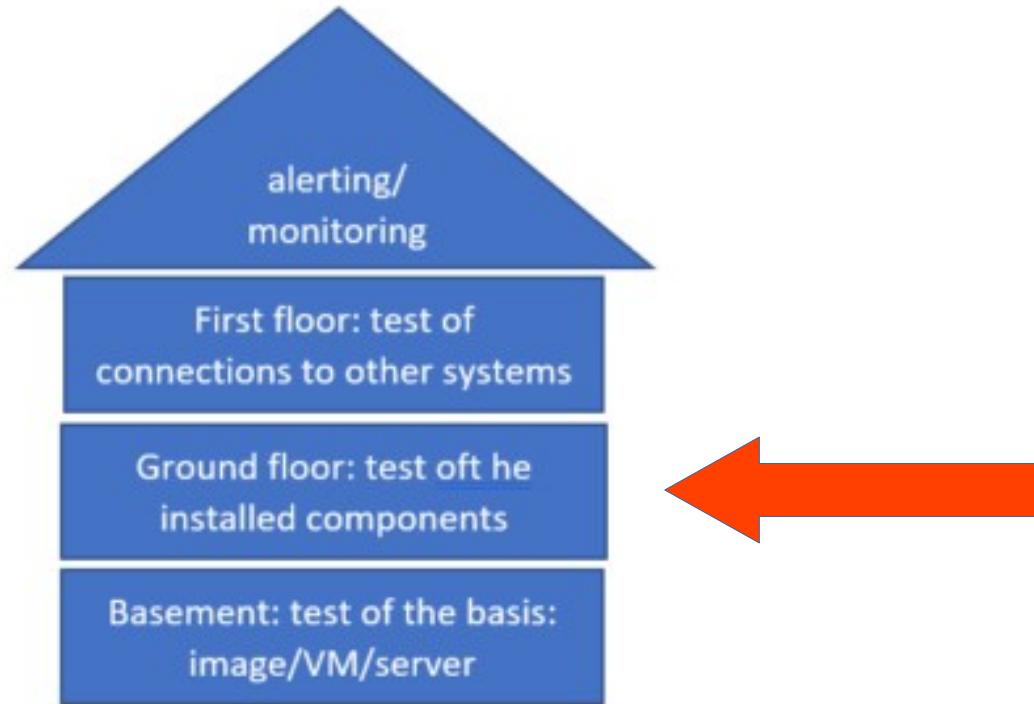 alerting/
monitoring
First floor: test of
connections to other systems
Ground floor: test oft he
installed components
Basement: test of the basis:
image/VM/server